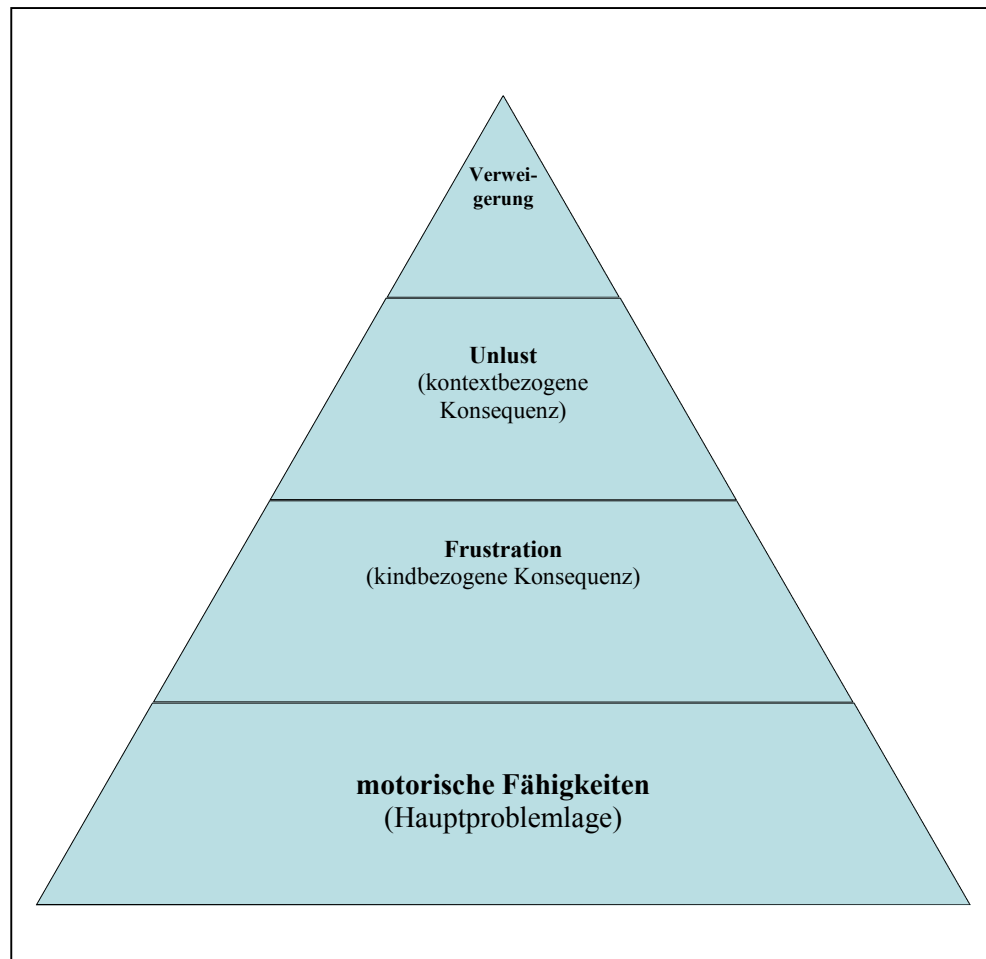 Verwei-
gerung
Unlust
(kontextbezogene
Konsequenz)
Frustration
(kindbezogene Konsequenz)
motorische Fähigkeiten
(Hauptproblemlage)